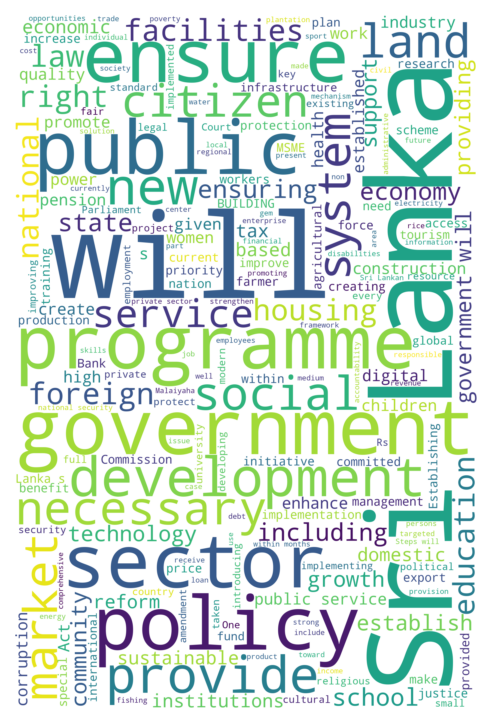 opportunities
trade
poverty
plantation
economic
facilities
individual
sport
made
industry
increase
cost
society
plan
work
land
law
ensure
implemented
key
civil
research
quality
standard
infrastructure
water
mechanism
existing
right
citizen
fair
solution
support
promote
legal
Court
protection
MSME
health
established
scheme
administrative
future
providing
national
public
local
regional
present
power
currently
new
ensuring
workers
system
economy
pension
Parliament
BUILDING
center
gem
enterprise
non
electricity
state
project
given
tax
financial
force
need
access
rice
information
will
part
women
based
agricultural
disabilities
tourism
area
Sri Lankan
improving
training
employment
s
current
improve
farmer
construction
resource
priority
promoting
creating
every
create
nation
private sector
strengthen
production
service
housing
government will
programme
framework
global
skills
job
employees
modern
digital
responsible
Bank
high
private
Malaiyaha
well
within
medium
accountability
revenue
foreign
social
protect
children
national security
Commission
issue
initiative
committed
Rs
government
full
case
university
developing
Establishing
Lanka s
benefit
development
enhance
management
security
debt
implementation
persons
targeted
Steps will
necessary
technology
including
comprehensive
within months
implementing
political
education
market
sector
price
receive
loan
use
introducing
domestic
growth
export
provision
energy
country
reform
public service
special
Act
community
international
amendment
taken
One
fund
strong
include
establish
provided
corruption
policy
sustainable
product
toward
income
religious
make
justice
small
fishing
provide
institutions
cultural
school
Sri Lanka